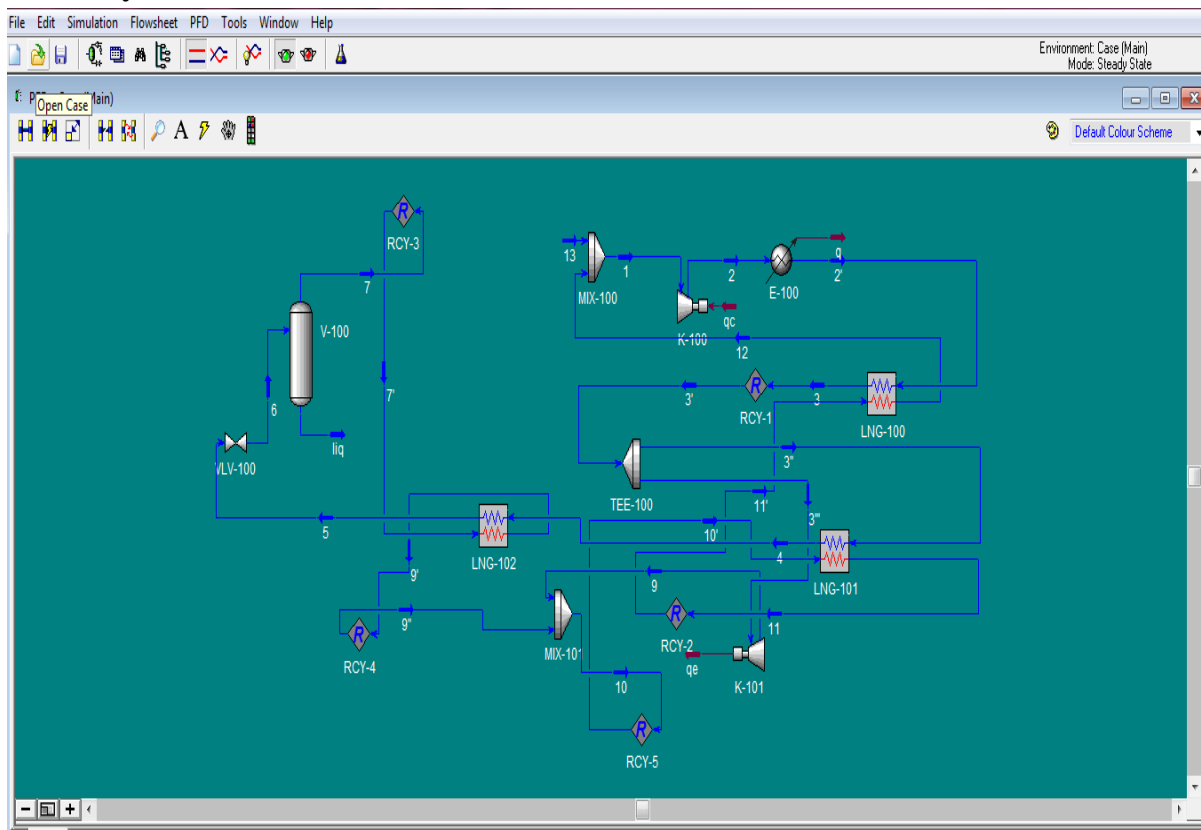 File Edit Simulation Flowsheet PFD Tools Window Help
Environment: Case (Main)
Mode: Steady State
Open Case
Main)
A
Default Colour Scheme
R
RCY-3
7
V-100
6
VLV-100
liq
7'
13
MIX-100
1
2
E-100
q
2'
K-100
qc
12
3'
R
RCY-1
3
LNG-100
TEE-100
3''
11'
3'''
5
LNG-102
10'
4
LNG-101
9'
9
9''
R
RCY-4
MIX-101
R
RCY-2
11
qe
K-101
10
R
RCY-5